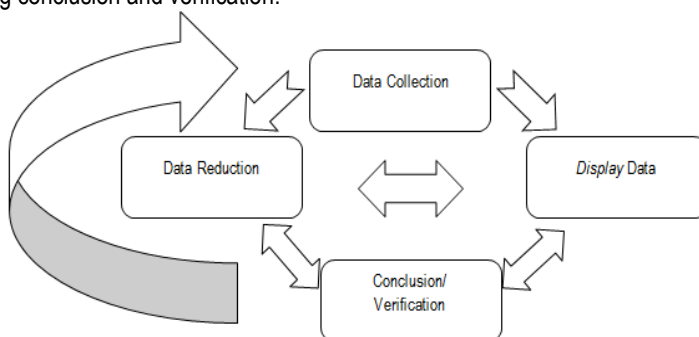 g conclusion and verification.
Data Collection
Data Reduction
Display Data
Conclusion/
Verification